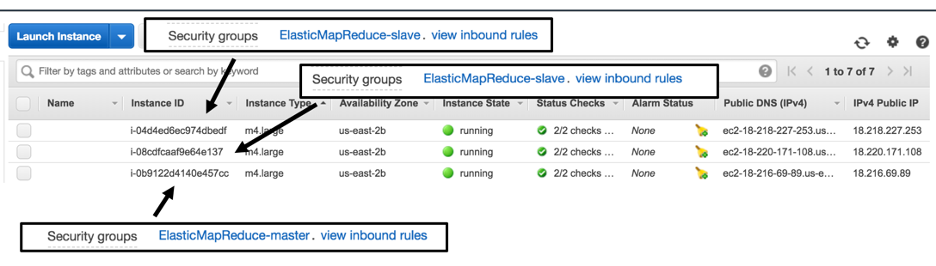 Launch Instance
Security groups ElasticMapReduce-slave . view inbound rules
Filter by tags and attributes or search by keyword
1 to 7 of 7
Security groups ElasticMapReduce-slave . view inbound rules
Name Instance ID Instance Type Availability Zone Instance State Status Checks Alarm Status Public DNS (IPv4) IPv4 Public IP
i-04d4ed6ec974dbedf m4.large us-east-2b running 2/2 checks ... None ec2-18-218-227-253.us... 18.218.227.253
i-08cdfcaaf9e64e137 m4.large us-east-2b running 2/2 checks ... None ec2-18-220-171-108.us... 18.220.171.108
i-0b9122d4140e457cc m4.large us-east-2b running 2/2 checks ... None ec2-18-216-69-89.us-e... 18.216.69.89
Security groups ElasticMapReduce-master . view inbound rules